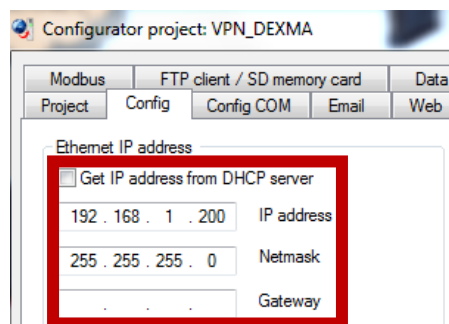 Configurator project: VPN_DEXMA
Modbus FTP client / SD memory card Data
Project Config Config COM Email Web
Ethernet IP address
Get IP address from DHCP server
192 . 168 . 1 . 200 IP address
255 . 255 . 255 . 0 Netmask
. . . Gateway